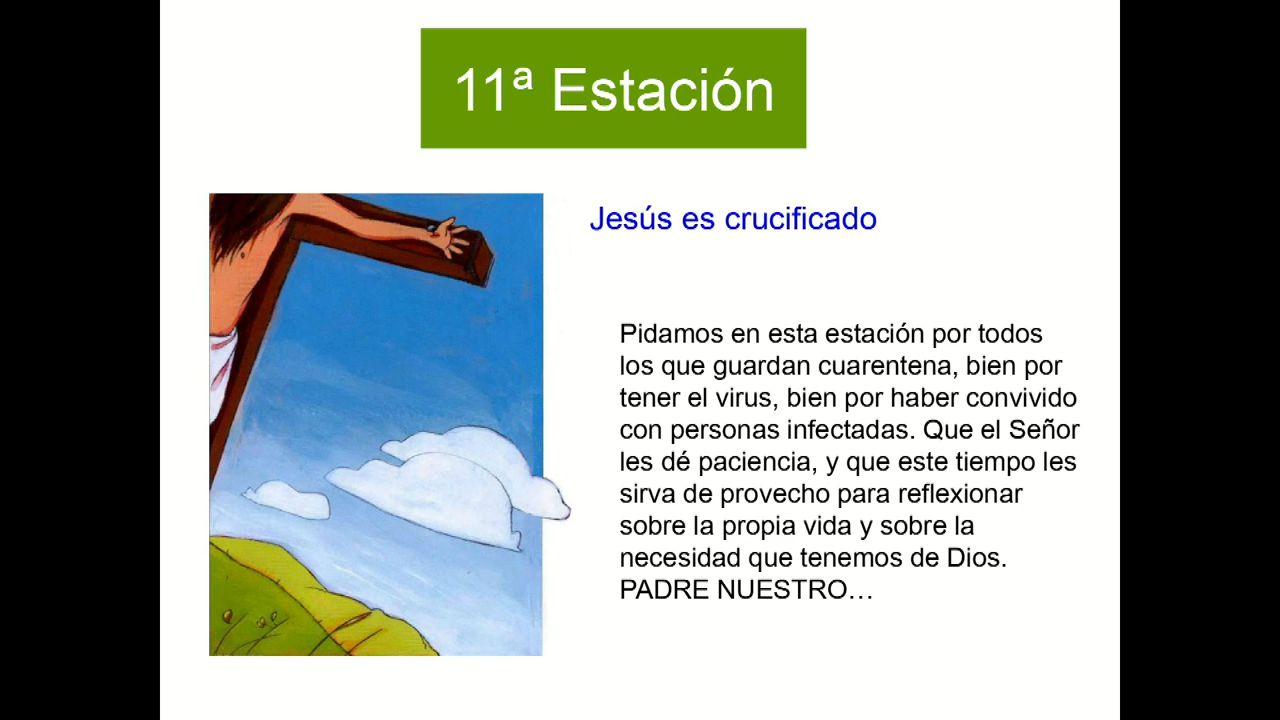 11ª Estación
Jesús es crucificado
Pidamos en esta estación por todos
los que guardan cuarentena, bien por
tener el virus, bien por haber convivido
con personas infectadas. Que el Señor
les dé paciencia, y que este tiempo les
sirva de provecho para reflexionar
sobre la propia vida y sobre la
necesidad que tenemos de Dios.
PADRE NUESTRO…